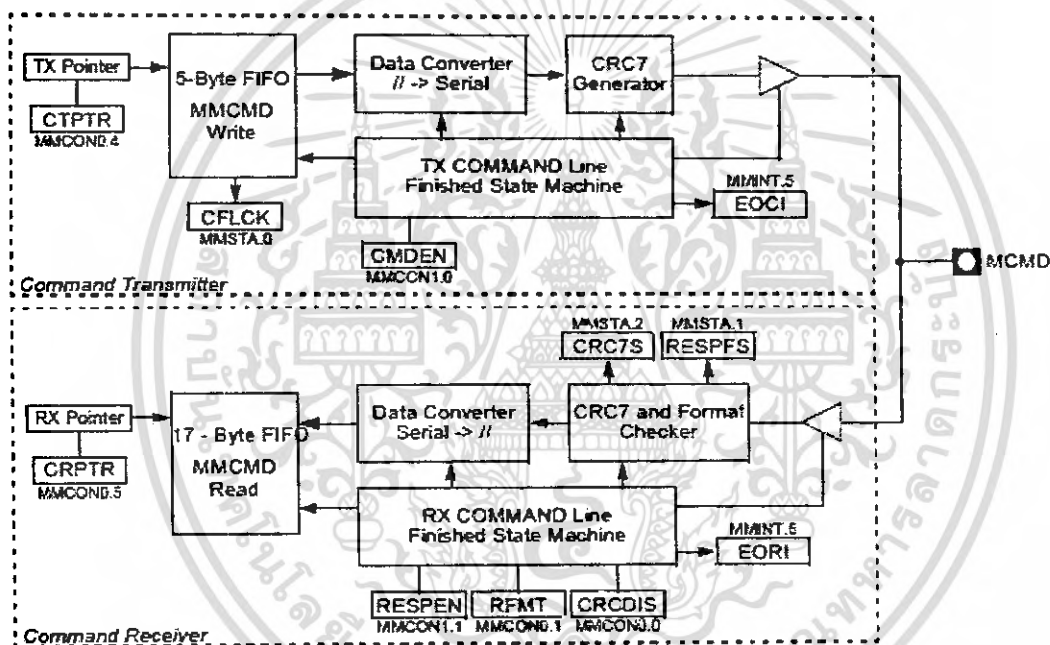 TX Pointer
CTPTR
MMCON0.4
5-Byte FIFO
MMCMD
Write
CFLCK
MMSTA.0
Data Converter
// -> Serial
CRC7
Generator
TX COMMAND Line
Finished State Machine
CMDEN
MMCON1.0
MMINT.5
EOCI
Command Transmitter
MCMD
RX Pointer
CRPTR
MMCON0.5
17 - Byte FIFO
MMCMD
Read
Data Converter
Serial -> //
MMSTA.2
CRC7S
MMSTA.1
RESPFS
CRC7 and Format
Checker
RX COMMAND Line
Finished State Machine
RESPEN
MMCON1.1
RFMT
MMCON0.1
CRCDIS
MMCON0.0
MMINT.5
EORI
Command Receiver